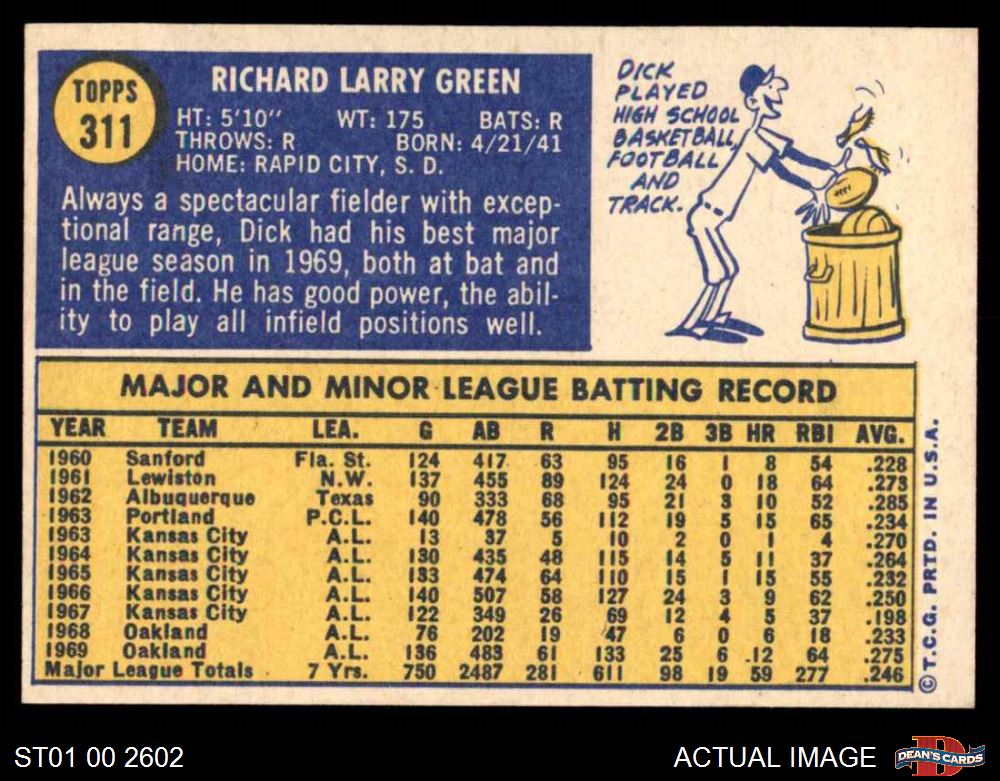 TOPPS
311
RICHARD LARRY GREEN
HT: 5'10" WT: 175 BATS: R
THROWS: R BORN: 4/21/41
HOME: RAPID CITY, S. D.
Always a spectacular fielder with excep-
tional range, Dick had his best major
league season in 1969, both at bat and
in the field. He has good power, the abil-
ity to play all infield positions well.
DICK
PLAYED
HIGH SCHOOL
BASKETBALL,
FOOTBALL
AND
TRACK.
MAJOR AND MINOR LEAGUE BATTING RECORD
YEAR TEAM LEA. G AB R H 2B 3B HR RBI AVG.
1960 Sanford Fla. St. 124 417 63 95 16 1 8 54 .228
1961 Lewiston N.W. 137 455 89 124 24 0 18 64 .273
1962 Albuquerque Texas 90 333 68 95 21 3 10 52 .285
1963 Portland P.C.L. 140 478 56 112 19 5 15 65 .234
1963 Kansas City A.L. 13 37 5 10 2 0 1 4 .270
1964 Kansas City A.L. 130 435 48 115 14 5 11 37 .264
1965 Kansas City A.L. 133 474 64 110 15 1 15 55 .232
1966 Kansas City A.L. 140 507 58 127 24 3 9 62 .250
1967 Kansas City A.L. 122 349 26 69 12 4 5 37 .198
1968 Oakland A.L. 76 202 19 47 6 0 6 18 .233
1969 Oakland A.L. 136 483 61 133 25 6 12 64 .275
Major League Totals 7 Yrs. 750 2487 281 611 98 19 59 277 .246
© T.C.G. PRTD. IN U.S.A.
ST01 00 2602
ACTUAL IMAGE
D
DEAN'S CARDS